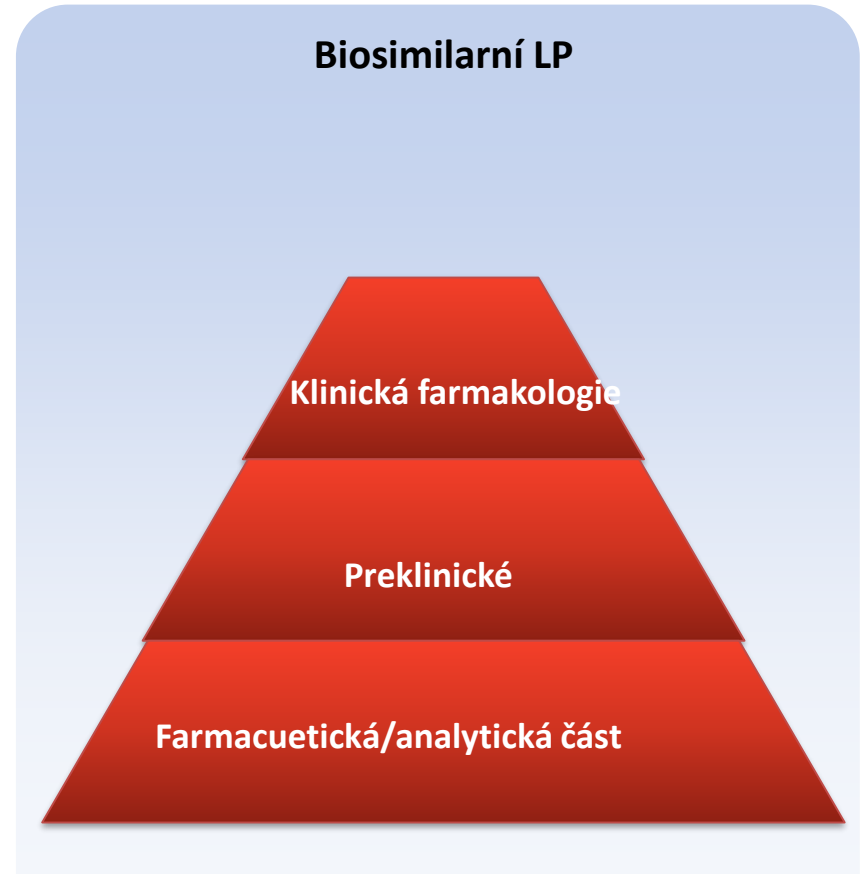 Biosimilarní LP
Klinická farmakologie
Preklinické
Farmacuetická/analytická část